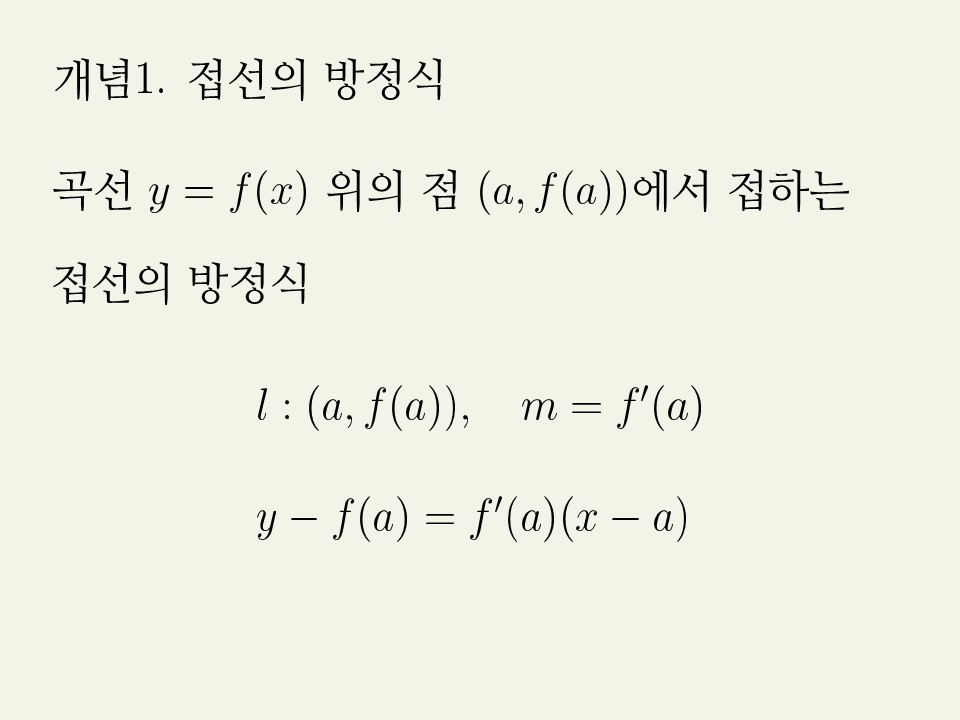 개념1. 접선의 방정식
곡선 y = f(x) 위의 점 (a, f(a))에서 접하는
접선의 방정식
l : (a, f(a)), m = f′(a)
y − f(a) = f′(a)(x − a)